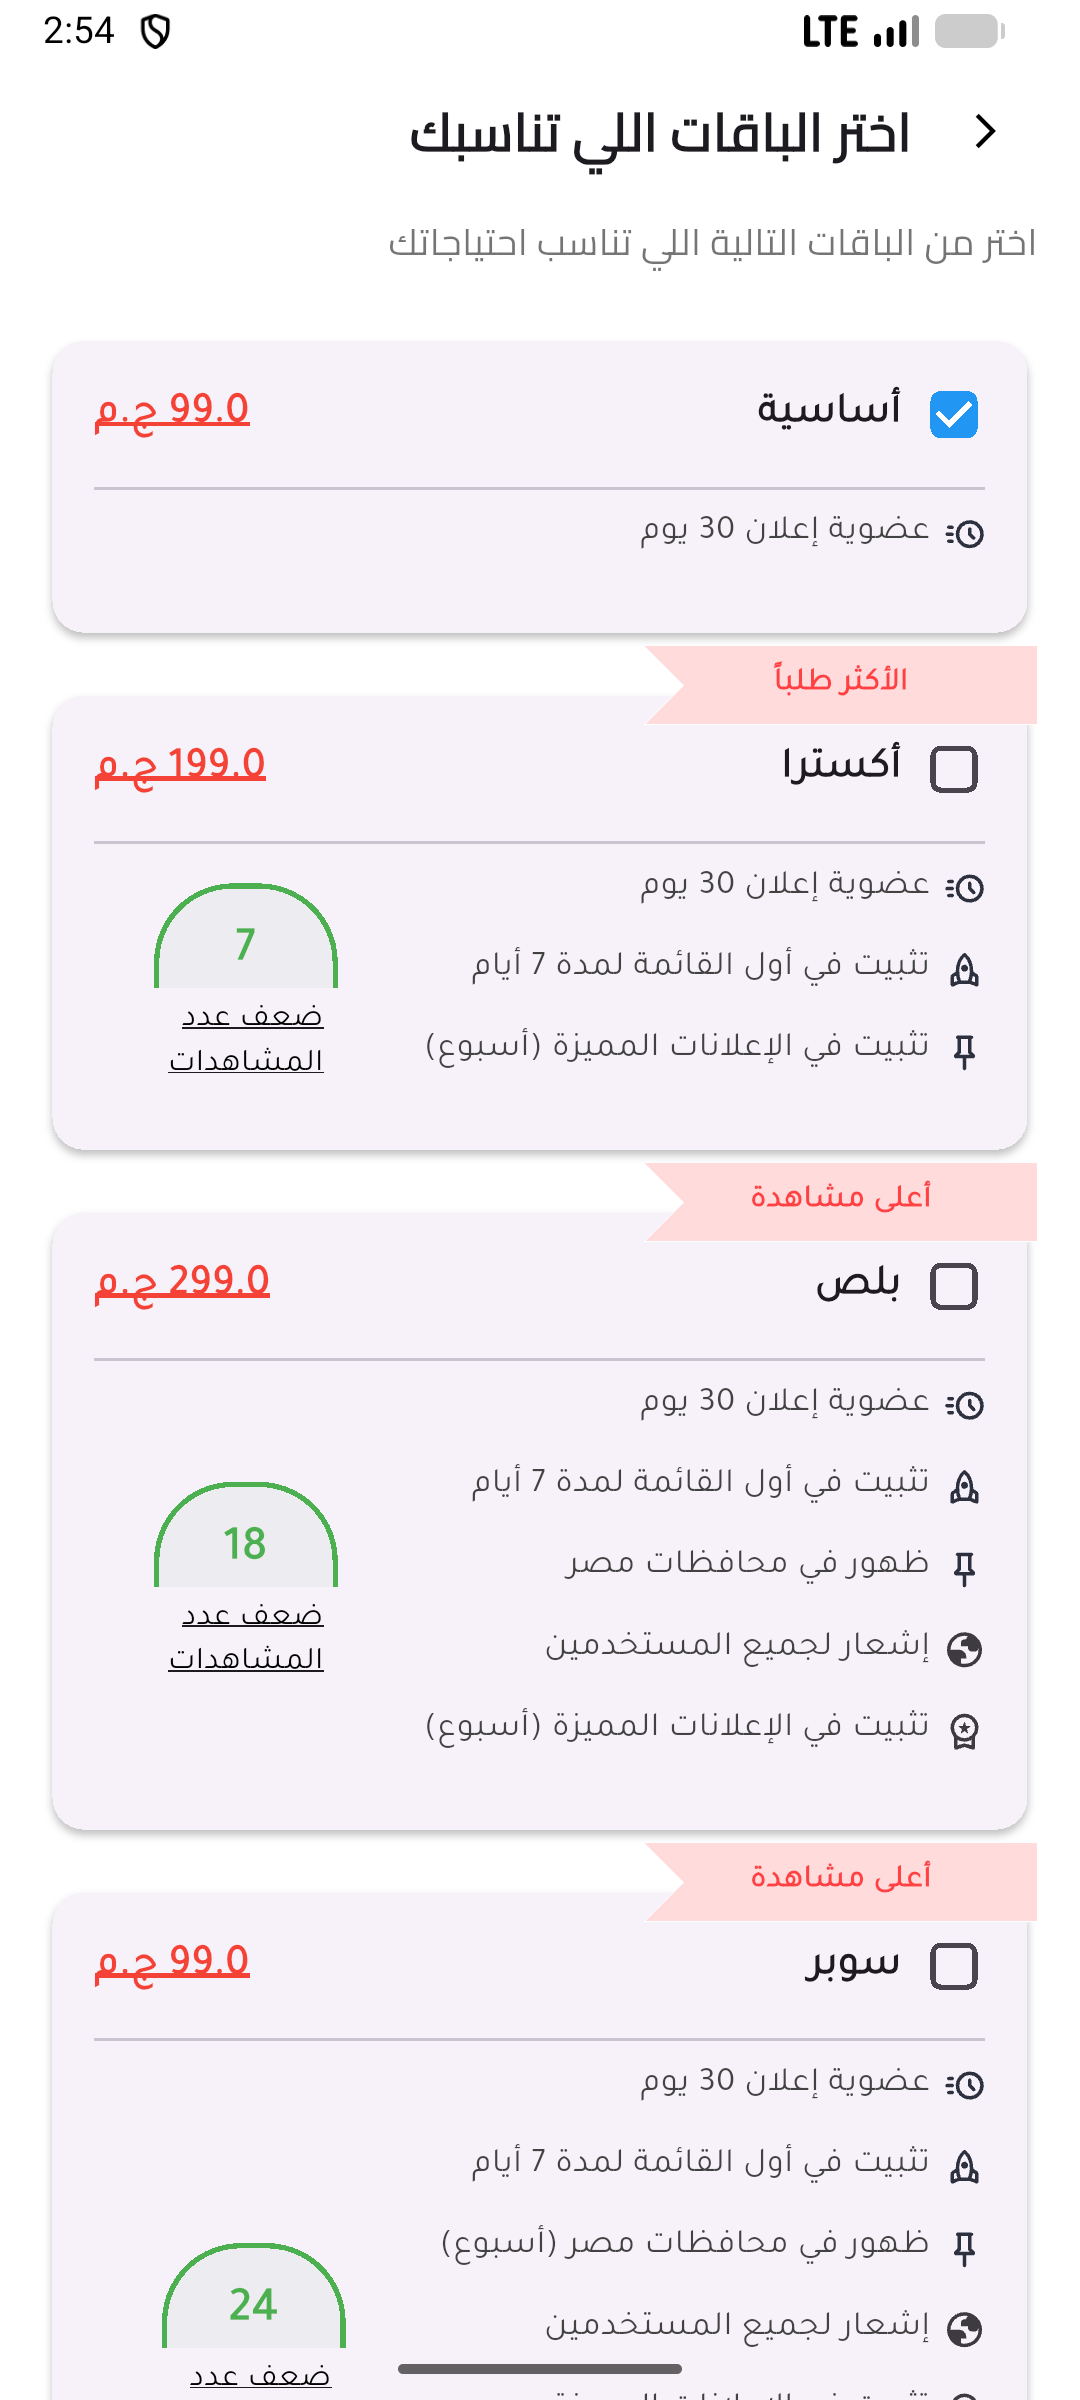 2:54
LTE
اختر الباقات اللي تناسبك
اختر من الباقات التالية اللي تناسب احتياجاتك
أساسية
99.0 ج.م
عضوية إعلان 30 يوم
الأكثر طلباً
أكسترا
199.0 ج.م
عضوية إعلان 30 يوم
تثبيت في أول القائمة لمدة 7 أيام
تثبيت في الإعلانات المميزة (أسبوع)
7
ضعف عدد
المشاهدات
أعلى مشاهدة
بلص
299.0 ج.م
عضوية إعلان 30 يوم
تثبيت في أول القائمة لمدة 7 أيام
ظهور في محافظات مصر
إشعار لجميع المستخدمين
تثبيت في الإعلانات المميزة (أسبوع)
18
ضعف عدد
المشاهدات
أعلى مشاهدة
سوبر
99.0 ج.م
عضوية إعلان 30 يوم
تثبيت في أول القائمة لمدة 7 أيام
ظهور في محافظات مصر (أسبوع)
إشعار لجميع المستخدمين
24
ضعف عدد